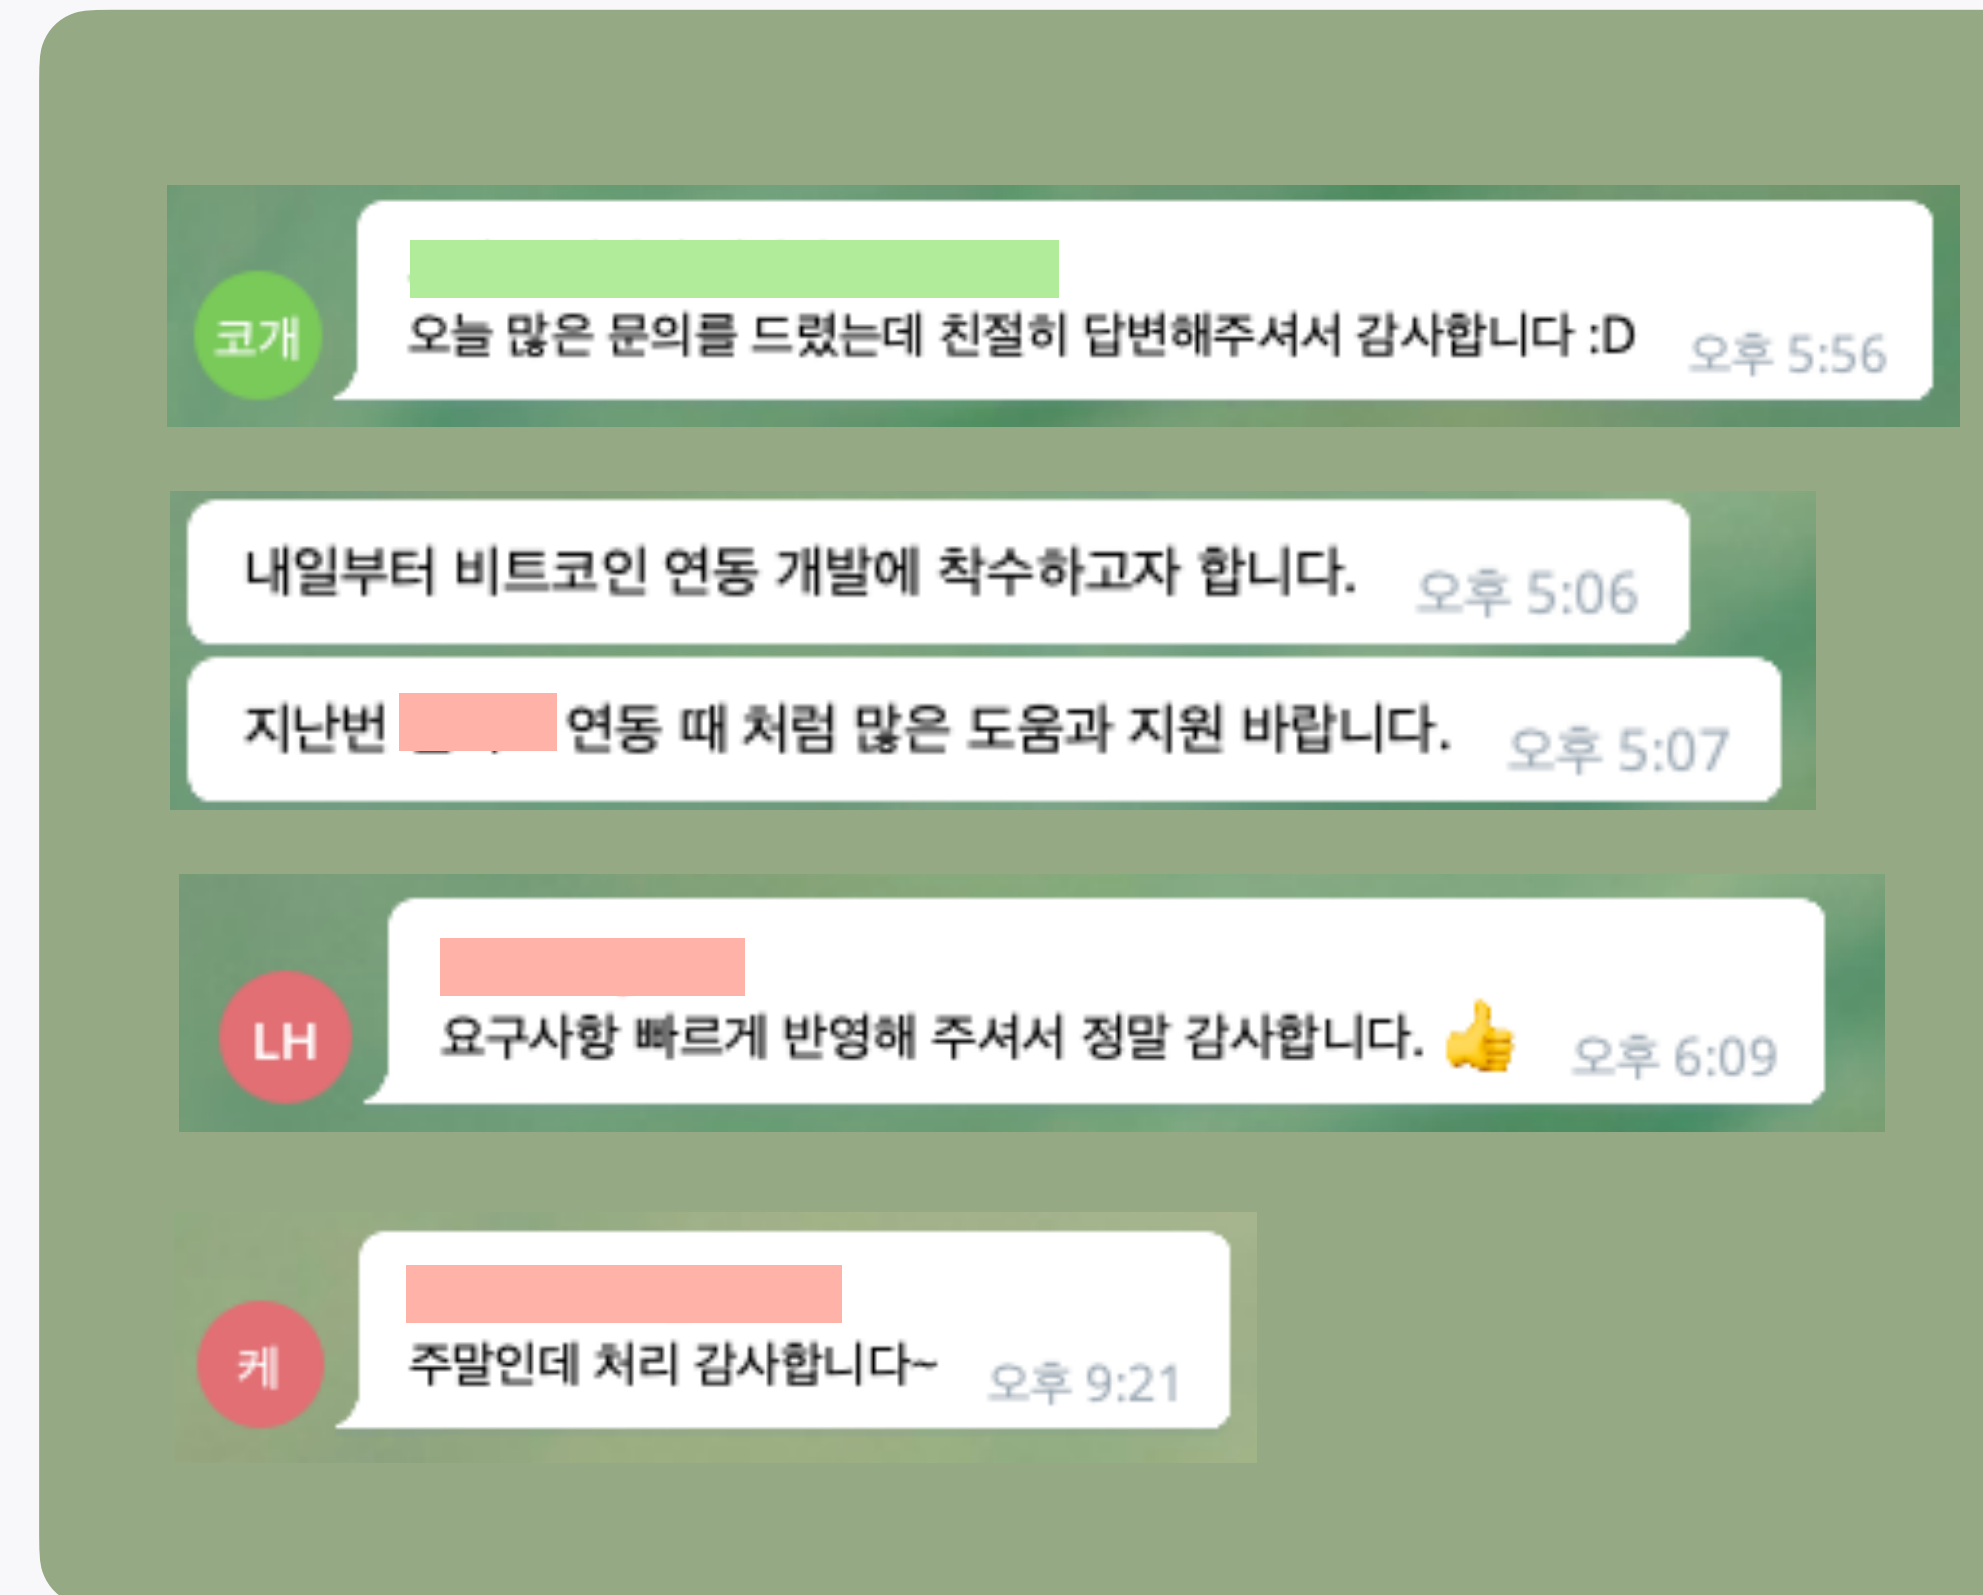 코개
오늘 많은 문의를 드렸는데 친절히 답변해주셔서 감사합니다 :D 오후 5:56
내일부터 비트코인 연동 개발에 착수하고자 합니다. 오후 5:06
지난번 연동 때 처럼 많은 도움과 지원 바랍니다. 오후 5:07
LH
요구사항 빠르게 반영해 주셔서 정말 감사합니다. 👍 오후 6:09
케
주말인데 처리 감사합니다~ 오후 9:21